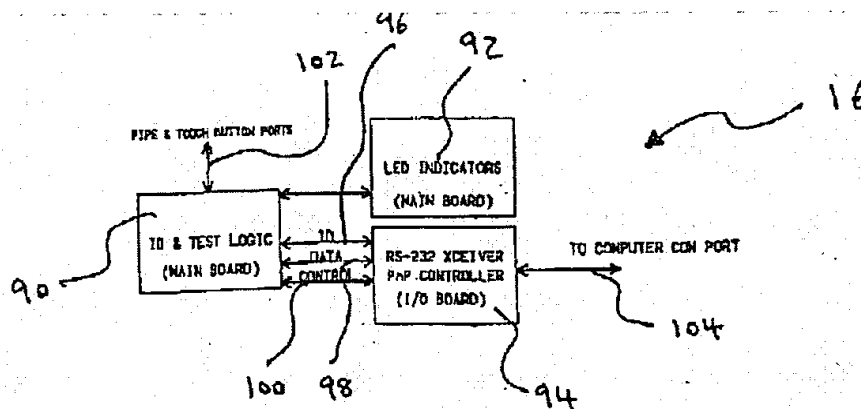 96
92
102
PIPE & TOUCH BUTTON PORTS
16
LED INDICATORS
(MAIN BOARD)
ID & TEST LOGIC
(MAIN BOARD)
ID
DATA
CONTROL
RS-232 XCEIVER
PnP CONTROLLER
(I/O BOARD)
TO COMPUTER COM PORT
90
100
98
94
104